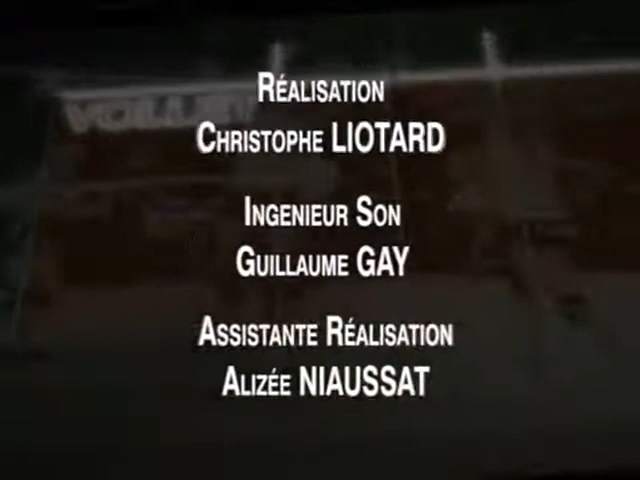 Réalisation
Christophe LIOTARD
Ingenieur Son
Guillaume GAY
Assistante Réalisation
Alizée NIAUSSAT